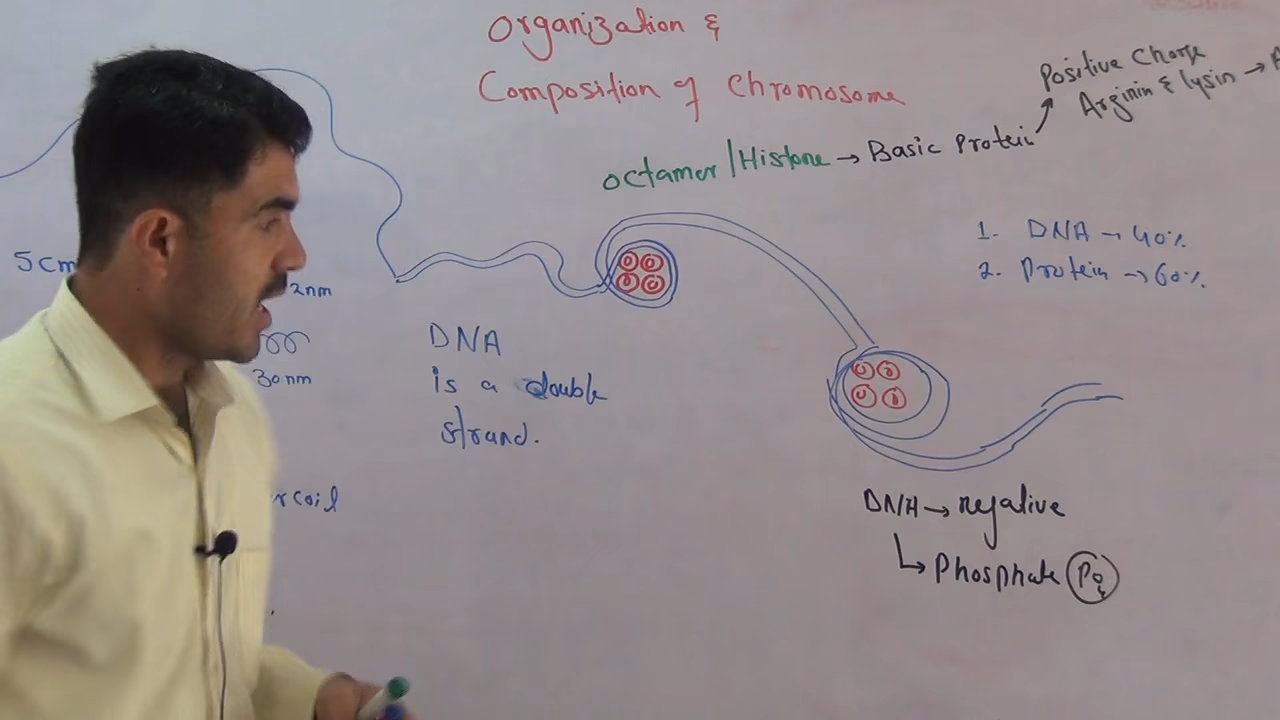 Organization &
Composition of Chromosome
Positive Charge
Arginin & lysin →
Octamer/Histone → Basic Protein
1. DNA → 40%
2. Protein → 60%
5cm
2nm
30nm
DNA
is a double
strand.
rcoil
DNA → negative
Phosphate PO4